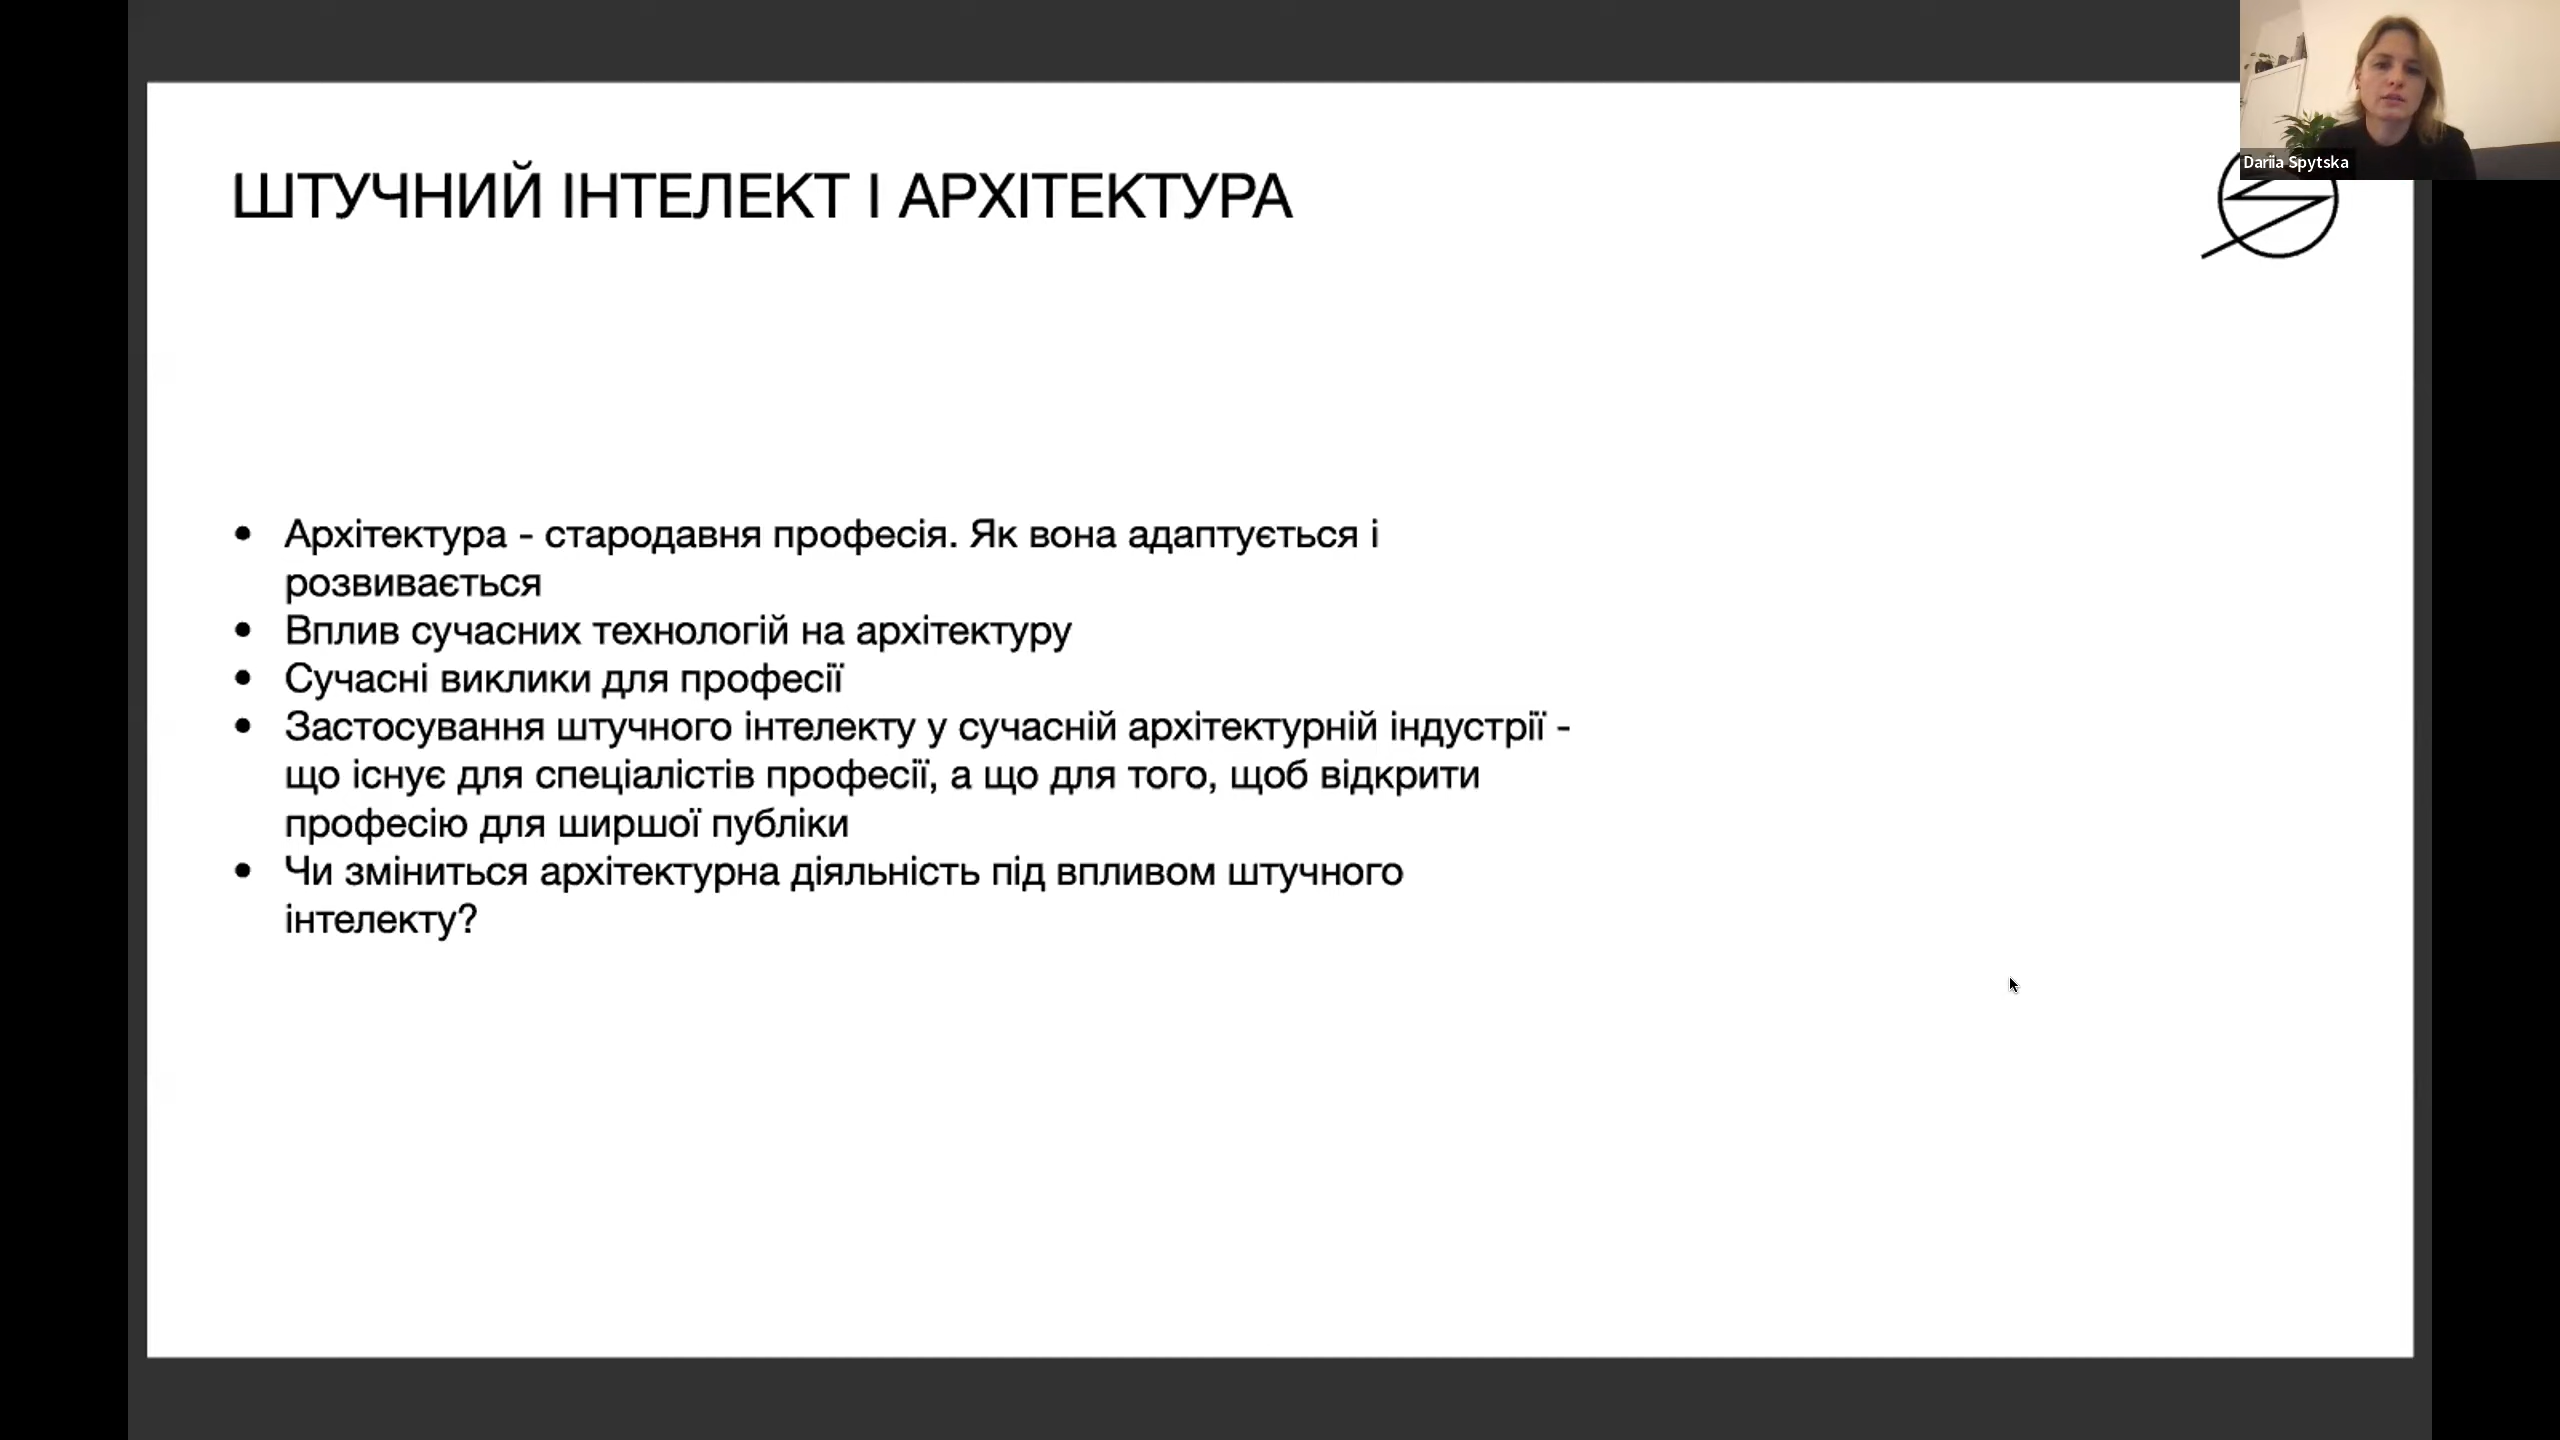 ШТУЧНИЙ ІНТЕЛЕКТ І АРХІТЕКТУРА
Dariia Spytska
• Архітектура - стародавня професія. Як вона адаптується і
розвивається
• Вплив сучасних технологій на архітектуру
• Сучасні виклики для професії
• Застосування штучного інтелекту у сучасній архітектурній індустрії -
що існує для спеціалістів професії, а що для того, щоб відкрити
професію для ширшої публіки
• Чи зміниться архітектурна діяльність під впливом штучного
інтелекту?